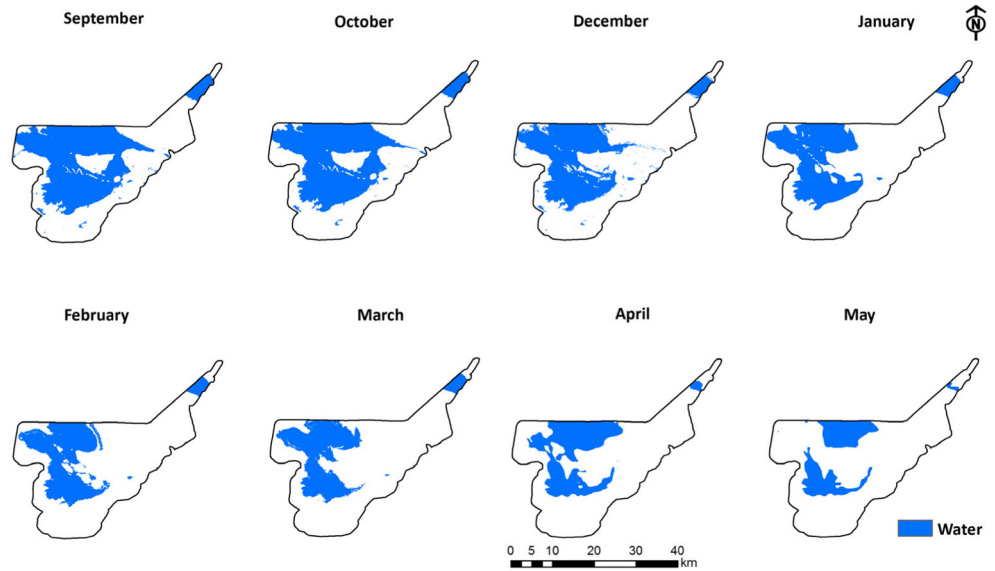 September
October
December
January
N
February
March
April
May
Water
0 5 10 20 30 40
km